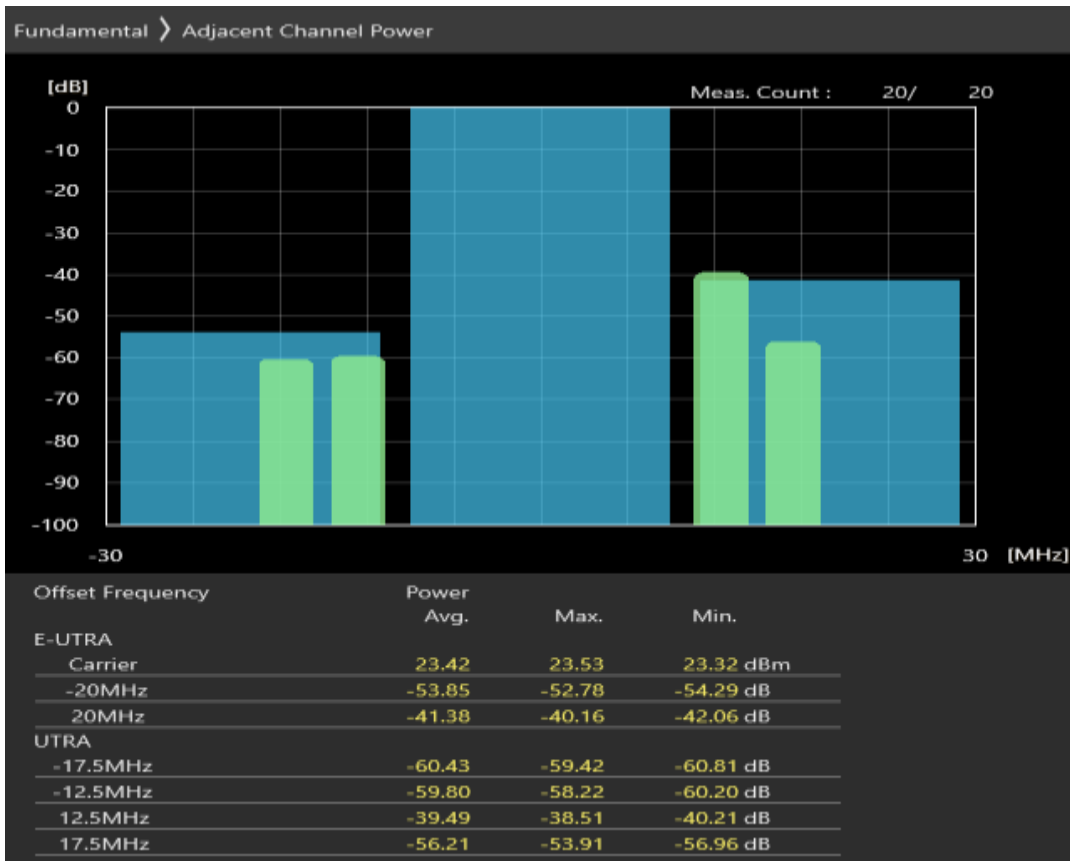 Fundamental 》 Adjacent Channel Power
[dB]
Meas. Count : 20/ 20
0
-10
-20
-30
-40
-50
-60
-70
-80
-90
-100
-30 30 [MHz]
Offset Frequency Power
Avg. Max. Min.
E-UTRA
Carrier 23.42 23.53 23.32 dBm
-20MHz -53.85 -52.78 -54.29 dB
20MHz -41.38 -40.16 -42.06 dB
UTRA
-17.5MHz -60.43 -59.42 -60.81 dB
-12.5MHz -59.80 -58.22 -60.20 dB
12.5MHz -39.49 -38.51 -40.21 dB
17.5MHz -56.21 -53.91 -56.96 dB